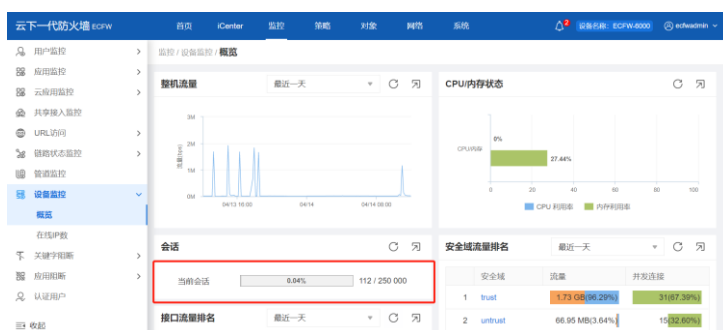 云下一代防火墙 ECFW
首页 iCenter 监控 策略 对象 网络 系统
2 设备名称: ECFW-6000 ecfwadmin
用户监控
应用监控
云应用监控
共享接入监控
URL访问
链路状态监控
管道监控
设备监控
概览
在线IP数
关键字阻断
应用阻断
认证用户
收起
监控 / 设备监控 / 概览
整机流量 最近一天
流量(bps)
3M
2M
1M
0M
04/13 16:00 04/14 04/14 08:00
CPU/内存状态
CPU/内存
0%
27.44%
0 20 40 60 80 100
CPU 利用率 内存利用率
会话
当前会话 0.04% 112 / 250 000
接口流量排名 最近一天
安全域流量排名 最近一天
安全域 流量 并发连接
1 trust 1.73 GB(96.29%) 31(67.39%)
2 untrust 66.95 MB(3.64%) 15(32.60%)